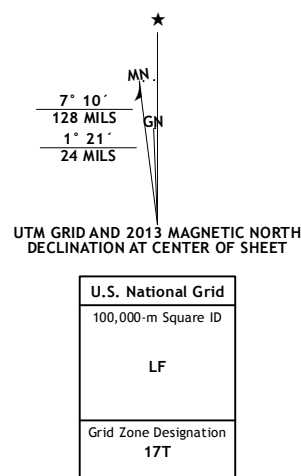 ★
MN
7° 10´
128 MILS
GN
1° 21´
24 MILS
UTM GRID AND 2013 MAGNETIC NORTH
DECLINATION AT CENTER OF SHEET
U.S. National Grid
100,000-m Square ID
LF
Grid Zone Designation
17T